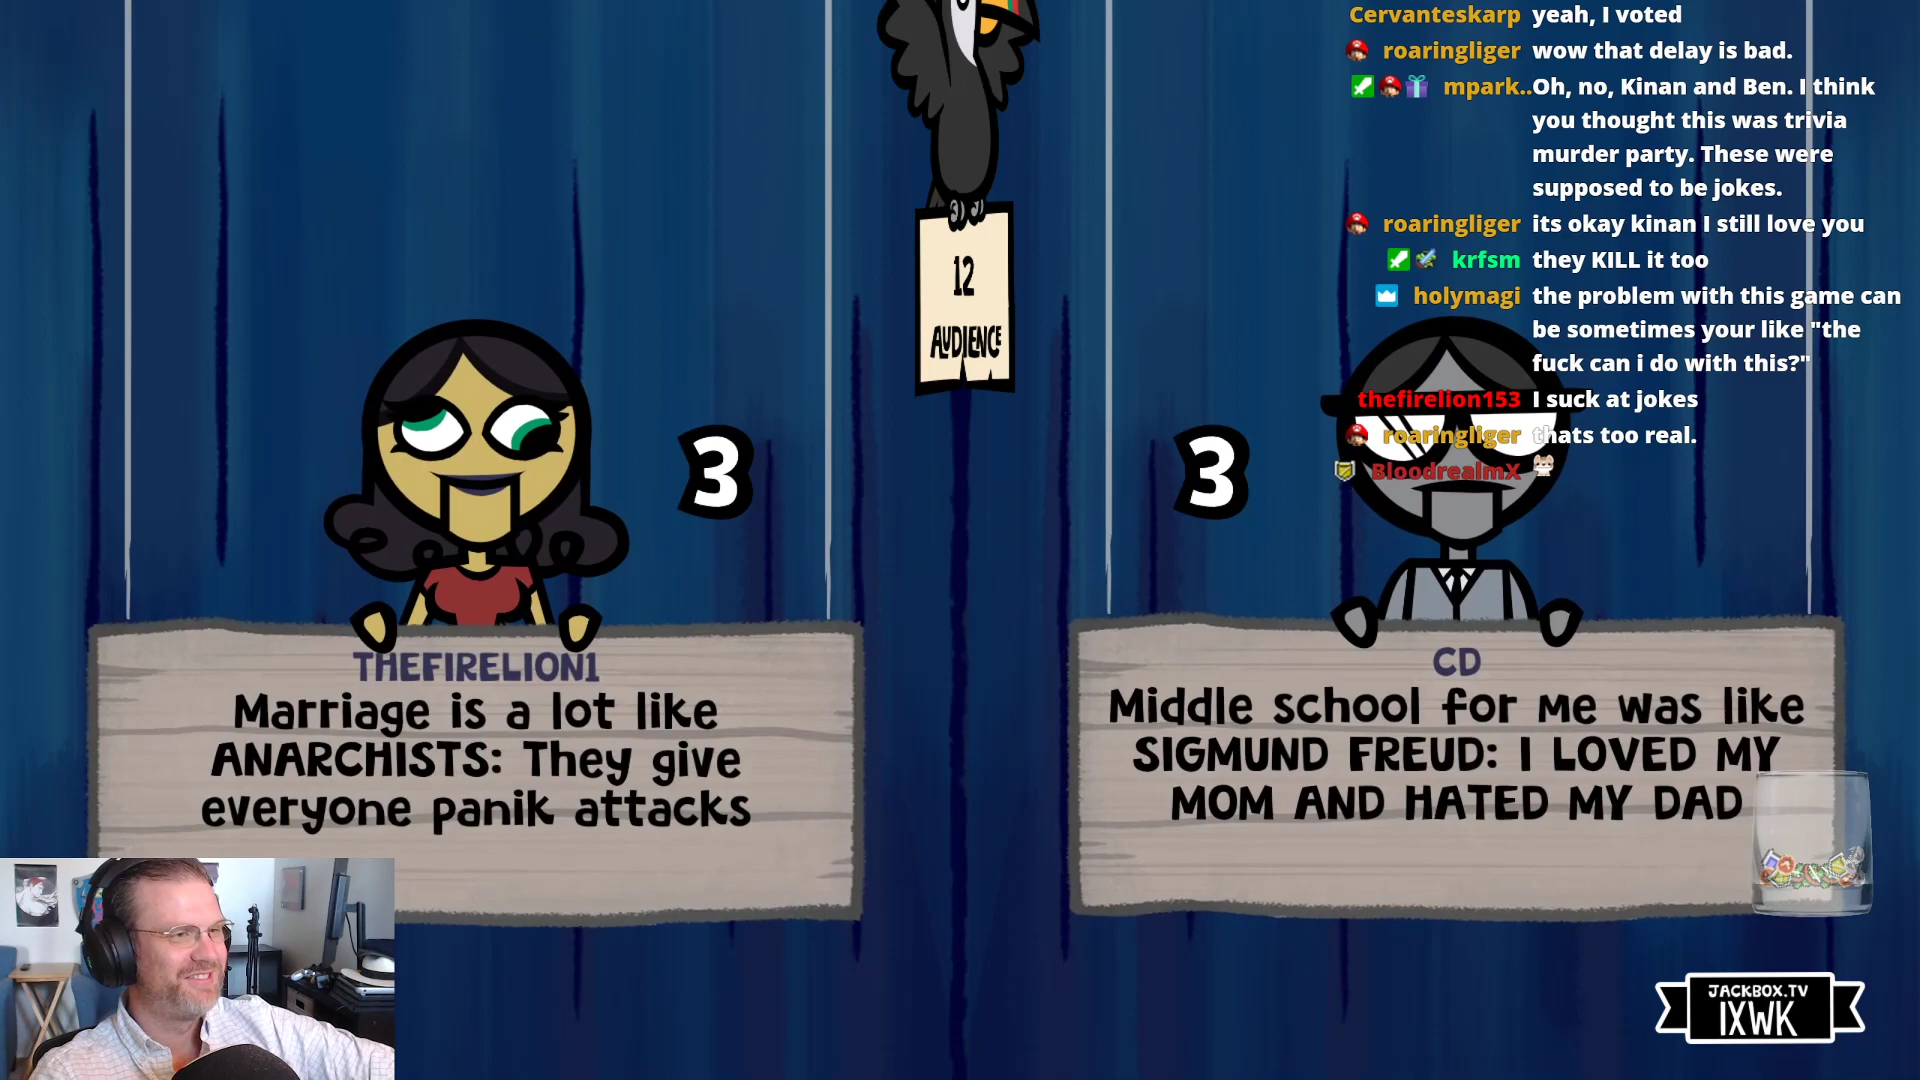 Cervanteskarp yeah, I voted
roaringliger wow that delay is bad.
mpark.. Oh, no, Kinan and Ben. I think
you thought this was trivia
murder party. These were
supposed to be jokes.
roaringliger its okay kinan I still love you
krfsm they KILL it too
holymagi the problem with this game can
be sometimes your like "the
fuck can i do with this?"
thefirelion153 I suck at jokes
roaringliger thats too real.
BloodrealmX
12
AUDIENCE
3
3
THEFIRELION1
Marriage is a lot like
ANARCHISTS: They give
everyone panik attacks
CD
Middle school for me was like
SIGMUND FREUD: I LOVED MY
MOM AND HATED MY DAD
JACKBOX.TV
IXWK